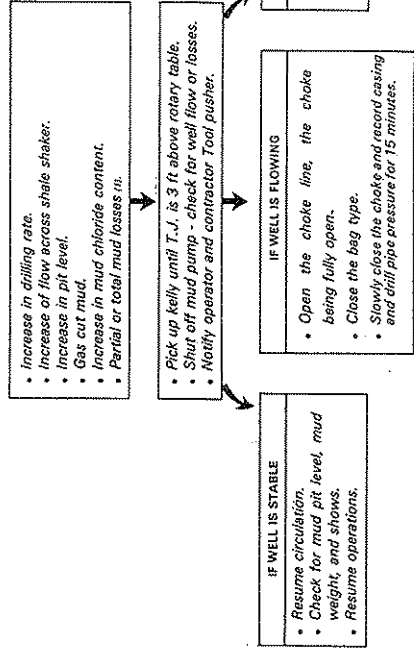 • Increase in drilling rate.
• Increase of flow across shale shaker.
• Increase in pit level.
• Gas cut mud.
• Increase in mud chloride content.
• Partial or total mud losses
• Pick up kelly until T.J. is 3 ft above rotary table.
• Shut off mud pump - check for well flow or losses.
• Notify operator and contractor Tool pusher.
IF WELL IS STABLE
• Resume circulation.
• Check for mud pit level, mud
weight, and shows.
• Resume operations.
IF WELL IS FLOWING
• Open the choke line, the choke
being fully open.
• Close the bag type.
• Slowly close the choke and record casing
and drill pipe pressure for 15 minutes.